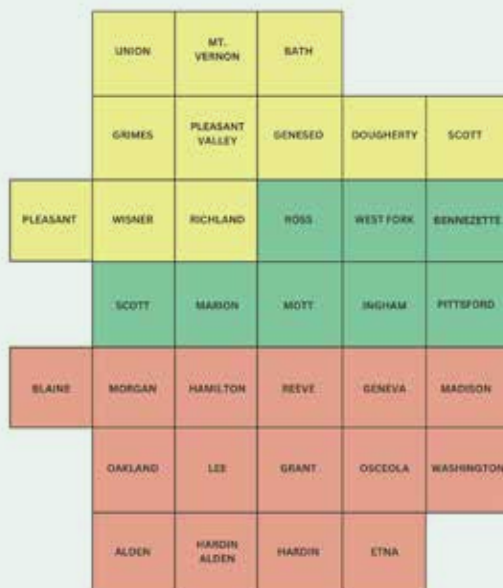 UNION
MT.
VERNON
BATH
GRIMES
PLEASANT
VALLEY
GENESEO
DOUGHERTY
SCOTT
PLEASANT
WISNER
RICHLAND
ROSS
WEST FORK
BENNEZETTE
SCOTT
MARION
MOTT
INGHAM
PITTSFORD
BLAINE
MORGAN
HAMILTON
REEVE
GENEVA
MADISON
OAKLAND
LEE
GRANT
OSCEOLA
WASHINGTON
ALDEN
HARDIN
ALDEN
HARDIN
ETNA